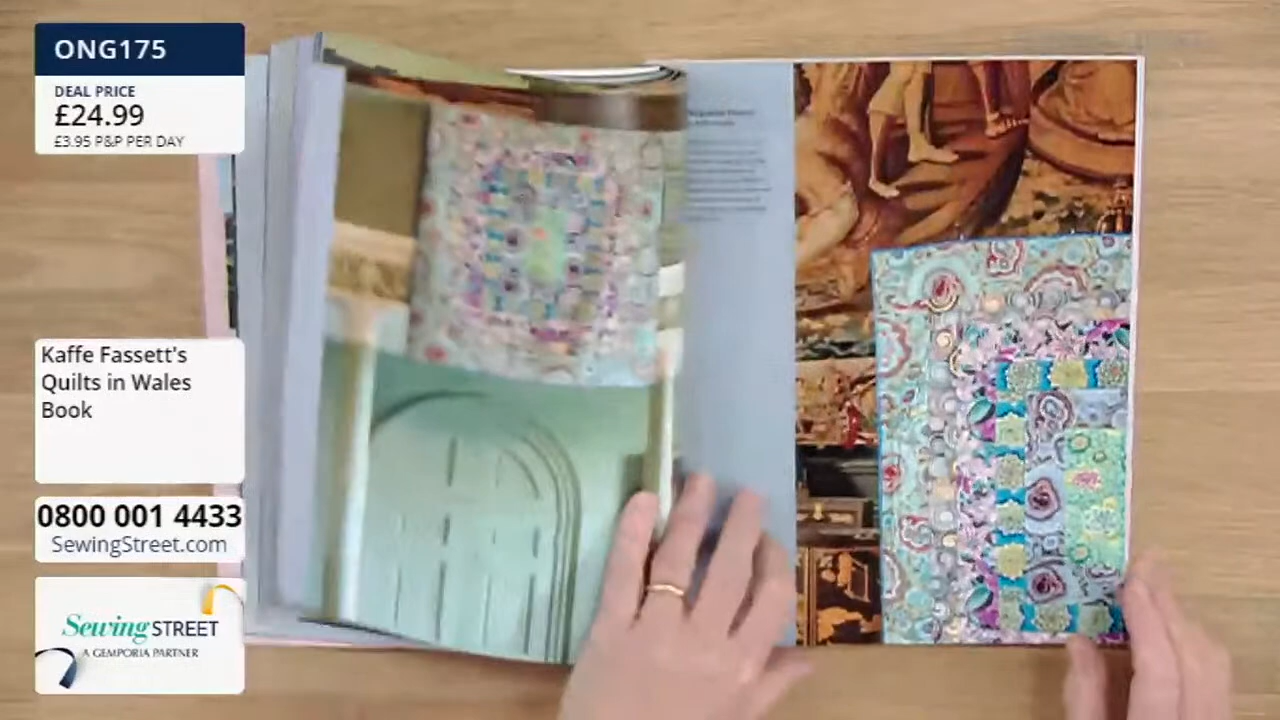 ONG175
DEAL PRICE
£24.99
£3.95 P&P PER DAY
Kaffe Fassett's
Quilts in Wales
Book
0800 001 4433
SewingStreet.com
Sewing STREET
A GEMPORIA PARTNER